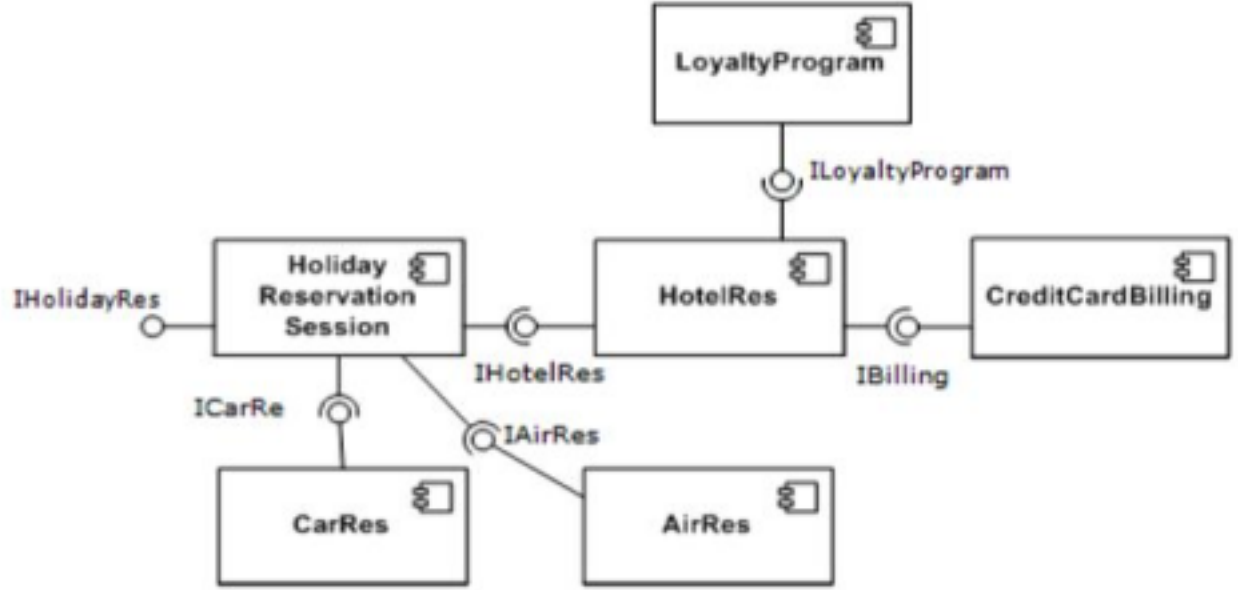 LoyaltyProgram
ILoyaltyProgram
Holiday
Reservation
Session
IHolidayRes
HotelRes
CreditCardBilling
IHotelRes
IBilling
ICarRe
IAirRes
CarRes
AirRes